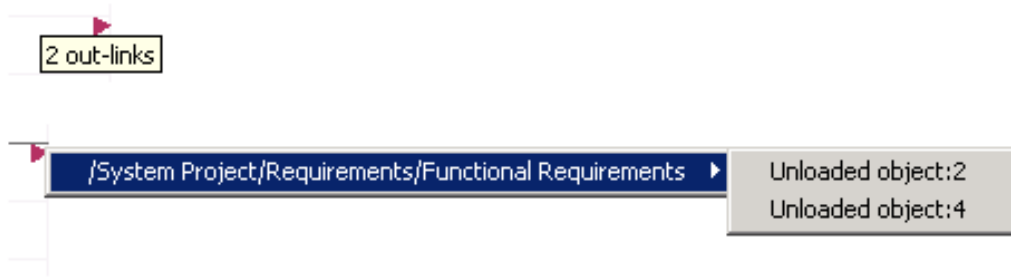 2 out-links
/System Project/Requirements/Functional Requirements
Unloaded object:2
Unloaded object:4